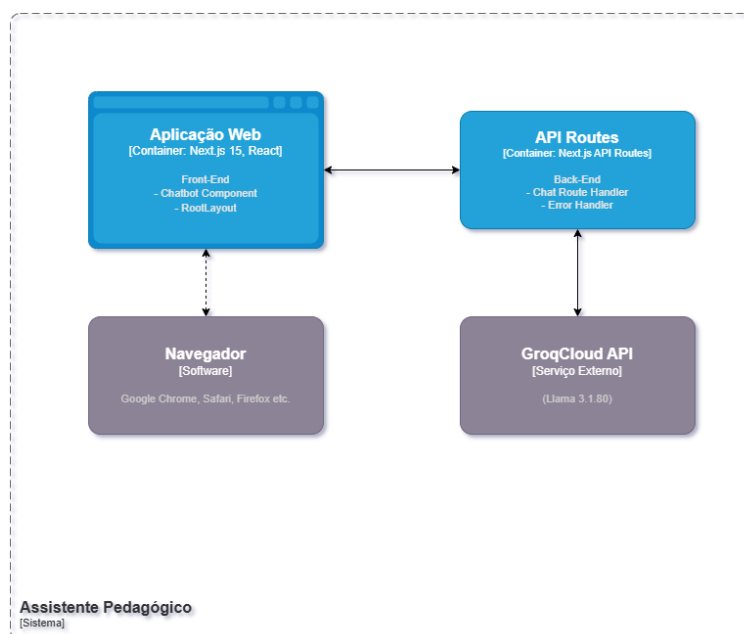 Aplicação Web
[Container: Next.js 15, React]
Front-End
- Chatbot Component
- RootLayout
API Routes
[Container: Next.js API Routes]
Back-End
- Chat Route Handler
- Error Handler
Navegador
[Software]
Google Chrome, Safari, Firefox etc.
GroqCloud API
[Serviço Externo]
(Llama 3.1.80)
Assistente Pedagógico
[Sistema]